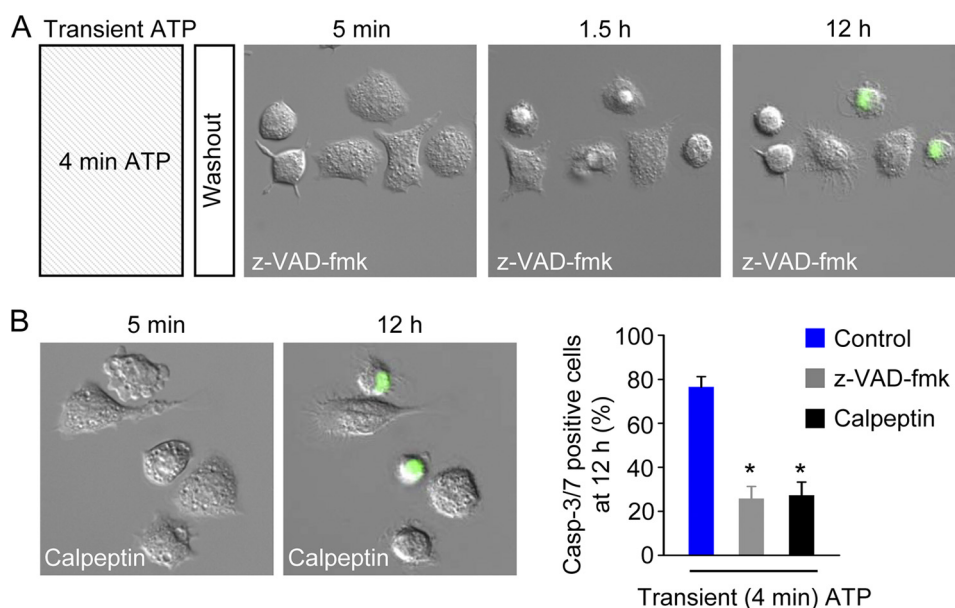 A
Transient ATP
5 min
1.5 h
12 h
4 min ATP
Washout
z-VAD-fmk
z-VAD-fmk
z-VAD-fmk
B
5 min
12 h
Calpeptin
Calpeptin
Casp-3/7 positive cells
at 12 h (%)
100
80
60
40
20
0
* *
Control
z-VAD-fmk
Calpeptin
Transient (4 min) ATP